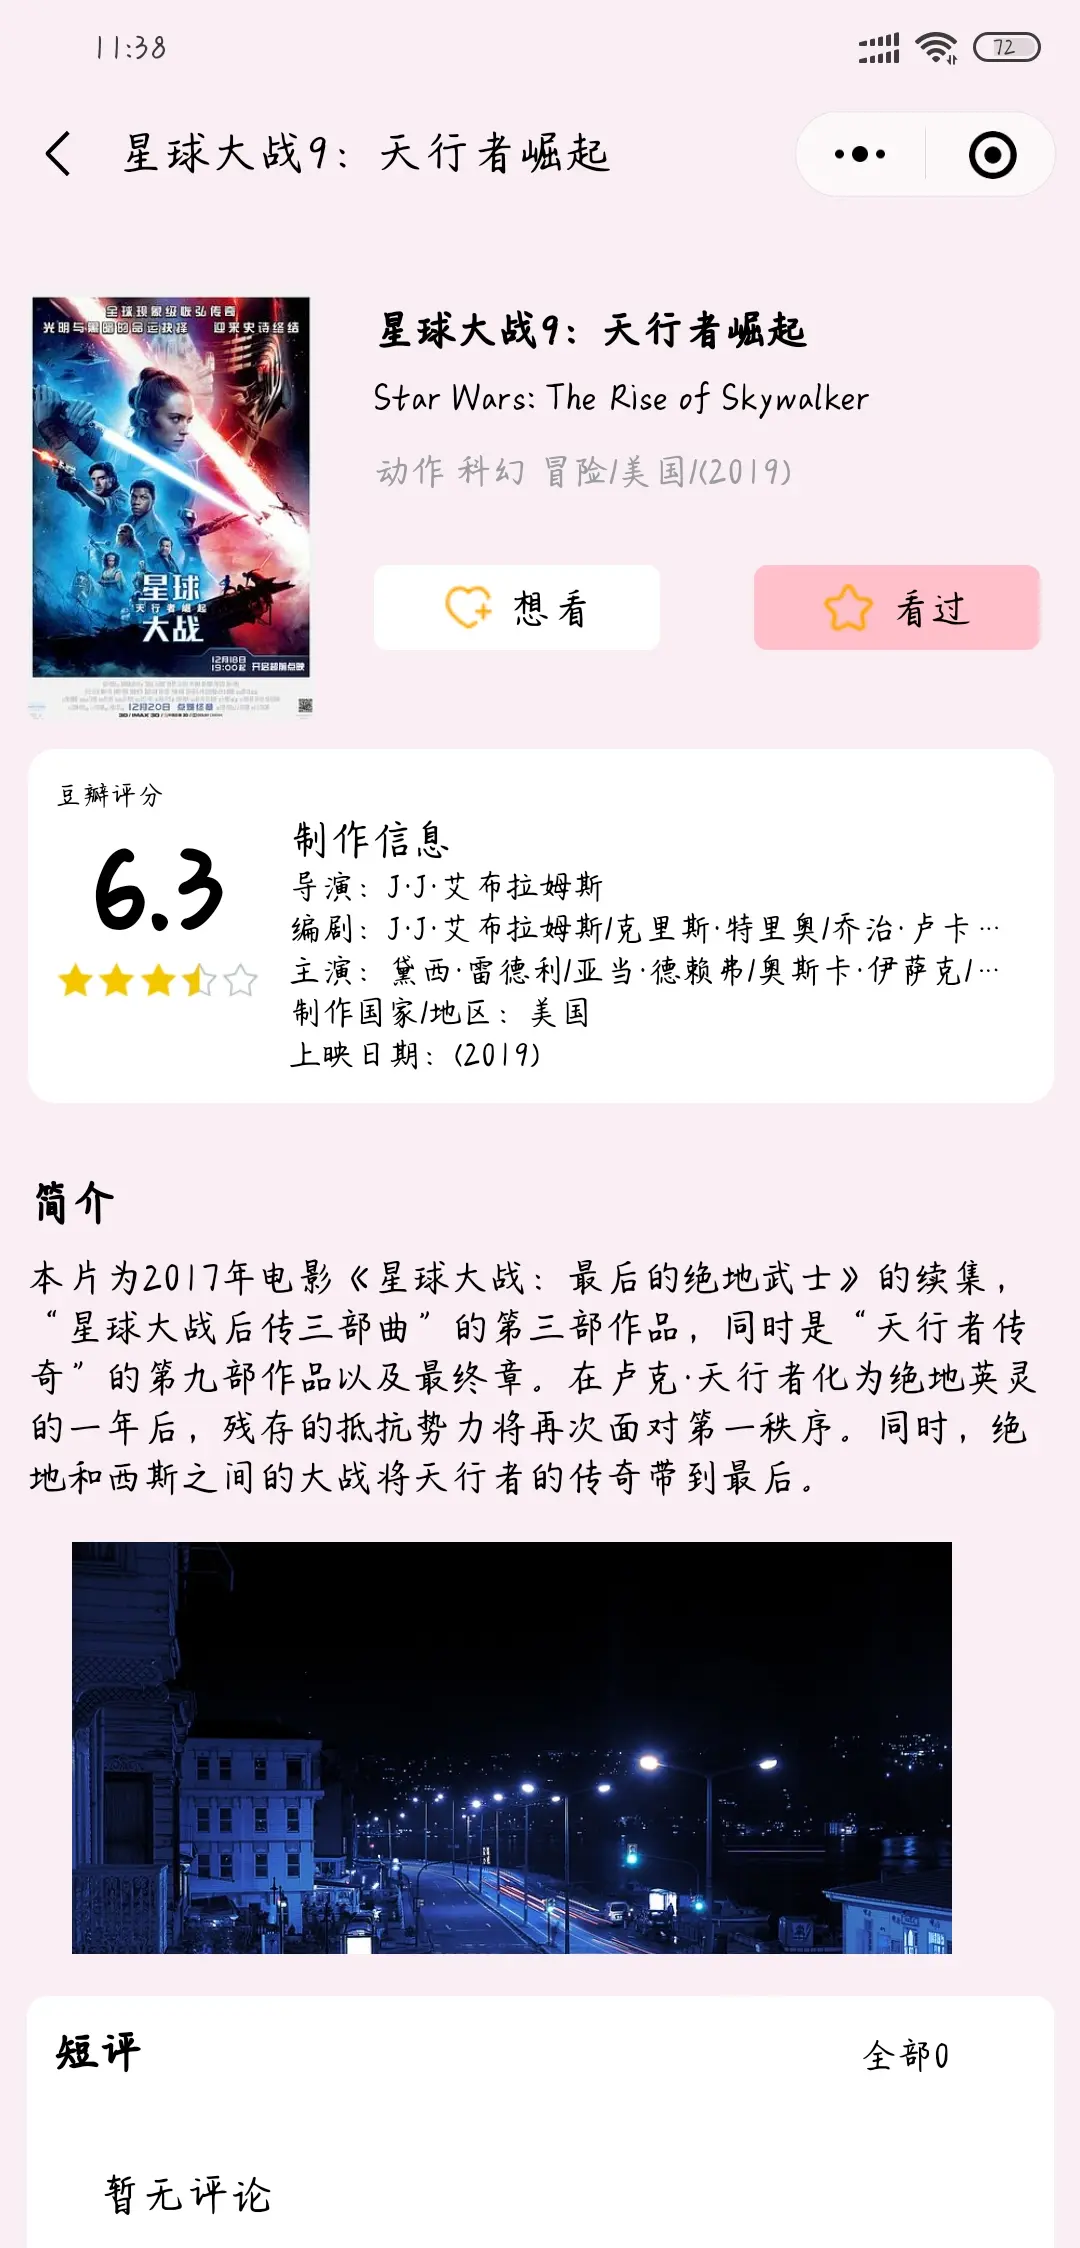 11:38
72
星球大战9：天行者崛起
全球现象级恢弘传奇
光明与黑暗的命运抉择 迎来史诗终结
星球
天行者崛起
大战
12月18日
19:00起 开启超前点映
12月20日
星球大战9：天行者崛起
Star Wars: The Rise of Skywalker
动作 科幻 冒险/美国/(2019)
想看
看过
豆瓣评分
6.3
制作信息
导演：J·J·艾布拉姆斯
编剧：J·J·艾布拉姆斯/克里斯·特里奥/乔治·卢卡…
主演：黛西·雷德利/亚当·德赖弗/奥斯卡·伊萨克/…
制作国家/地区：美国
上映日期：(2019)
简介
本片为2017年电影《星球大战：最后的绝地武士》的续集，
“星球大战后传三部曲”的第三部作品，同时是“天行者传
奇”的第九部作品以及最终章。在卢克·天行者化为绝地英灵
的一年后，残存的抵抗势力将再次面对第一秩序。同时，绝
地和西斯之间的大战将天行者的传奇带到最后。
短评
全部0
暂无评论